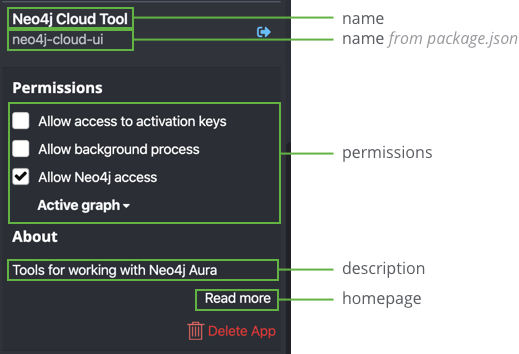 Neo4j Cloud Tool name
neo4j-cloud-ui name from package.json
Permissions
Allow access to activation keys
Allow background process permissions
Allow Neo4j access
Active graph
About
Tools for working with Neo4j Aura description
Read more homepage
Delete App